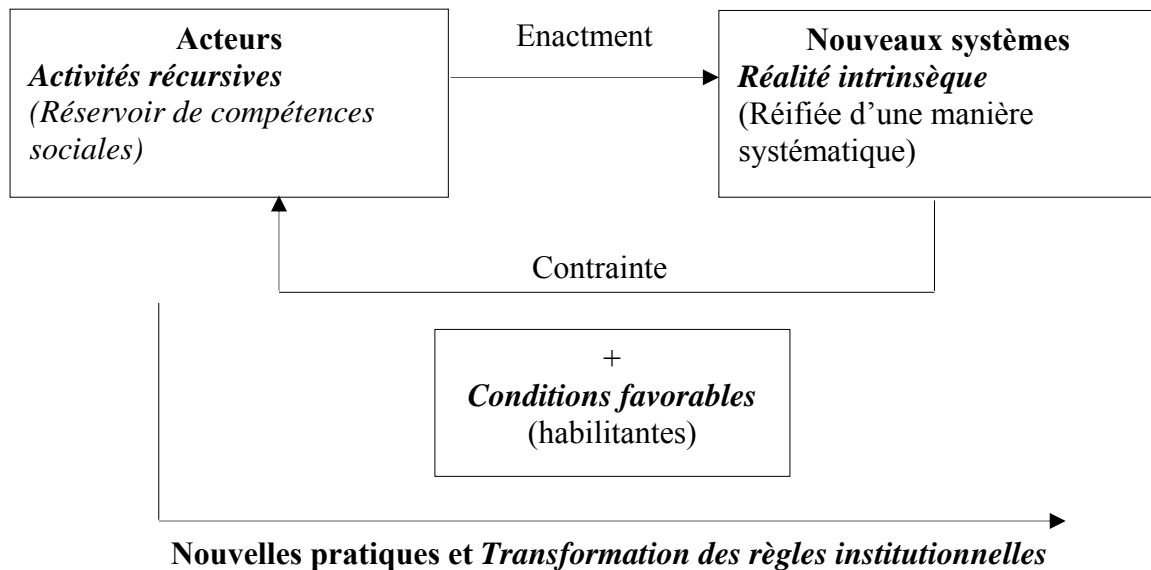 Acteurs
Activités récursives
(Réservoir de compétences
sociales)
Enactment
Nouveaux systèmes
Réalité intrinsèque
(Réifiée d’une manière
systématique)
Contrainte
+
Conditions favorables
(habilitantes)
Nouvelles pratiques et Transformation des règles institutionnelles